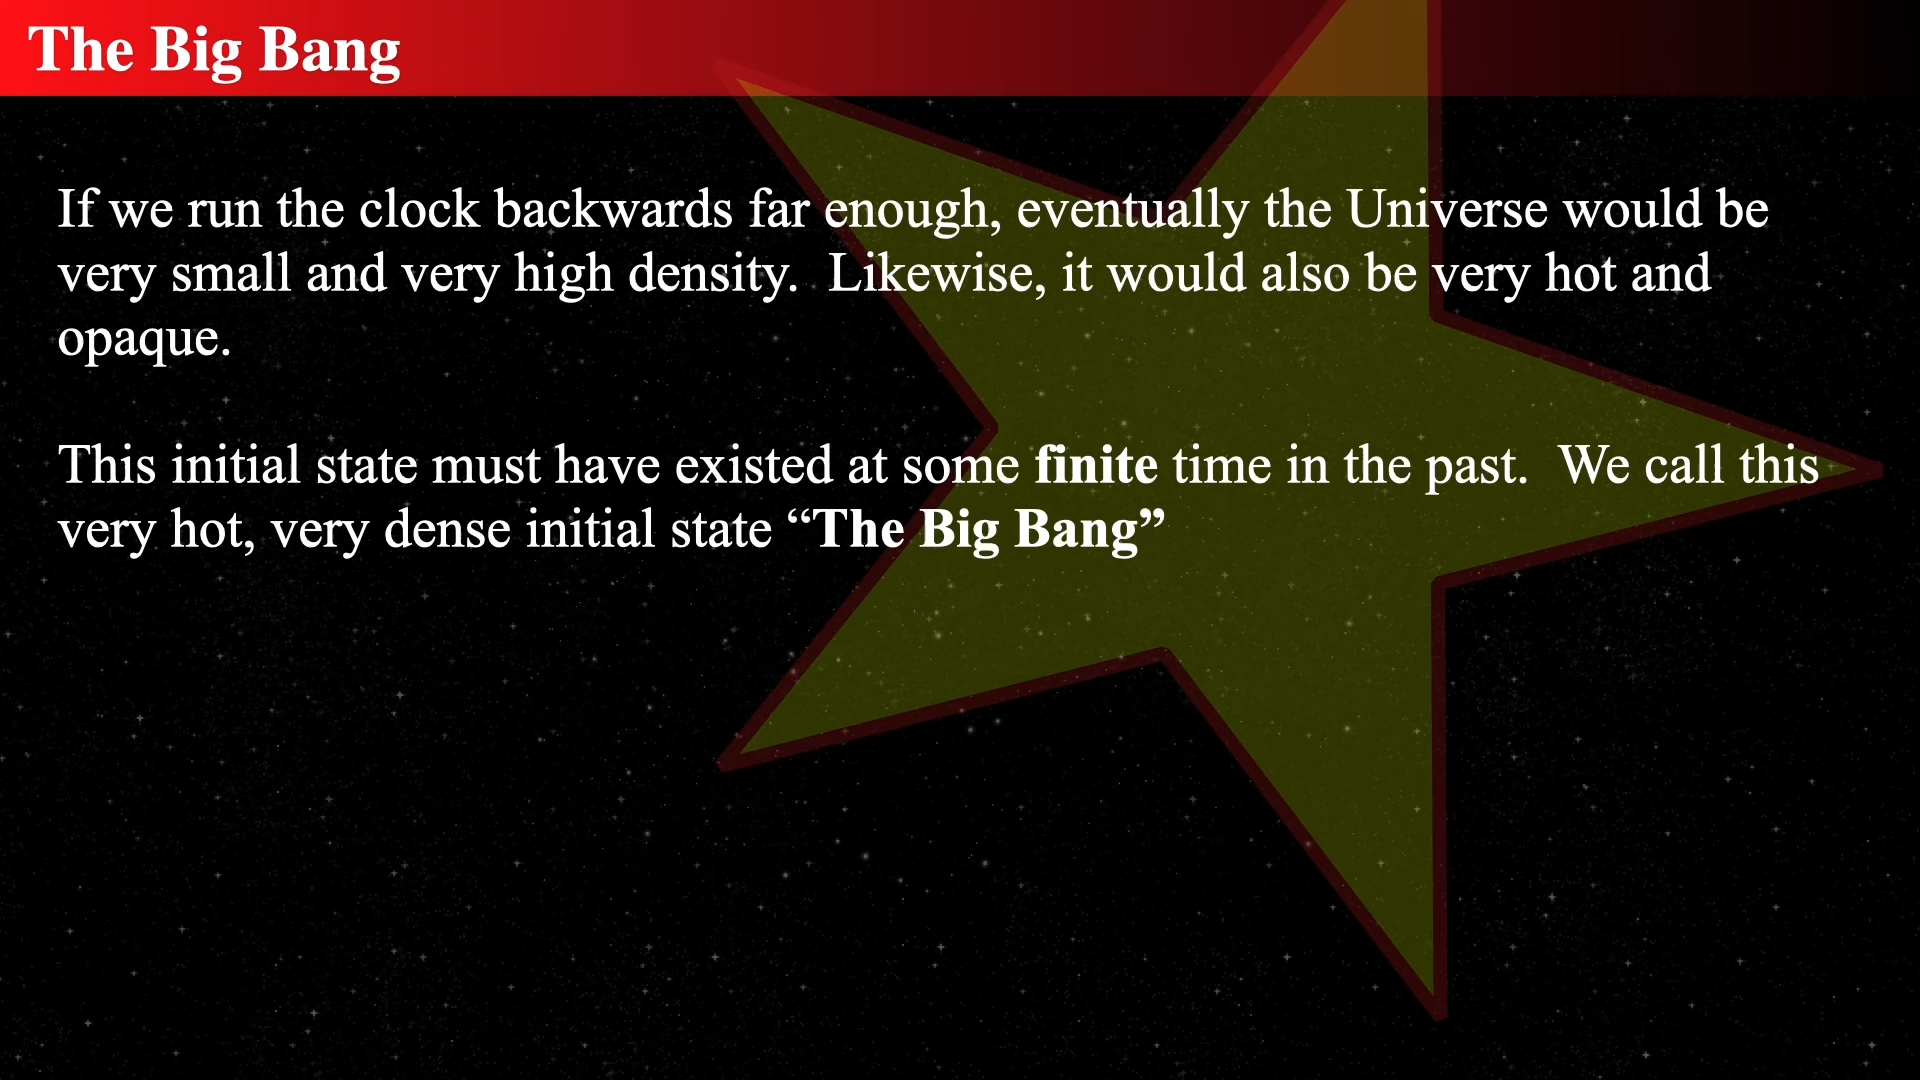 The Big Bang
If we run the clock backwards far enough, eventually the Universe would be
very small and very high density.  Likewise, it would also be very hot and
opaque.
This initial state must have existed at some finite time in the past.  We call this
very hot, very dense initial state “The Big Bang”